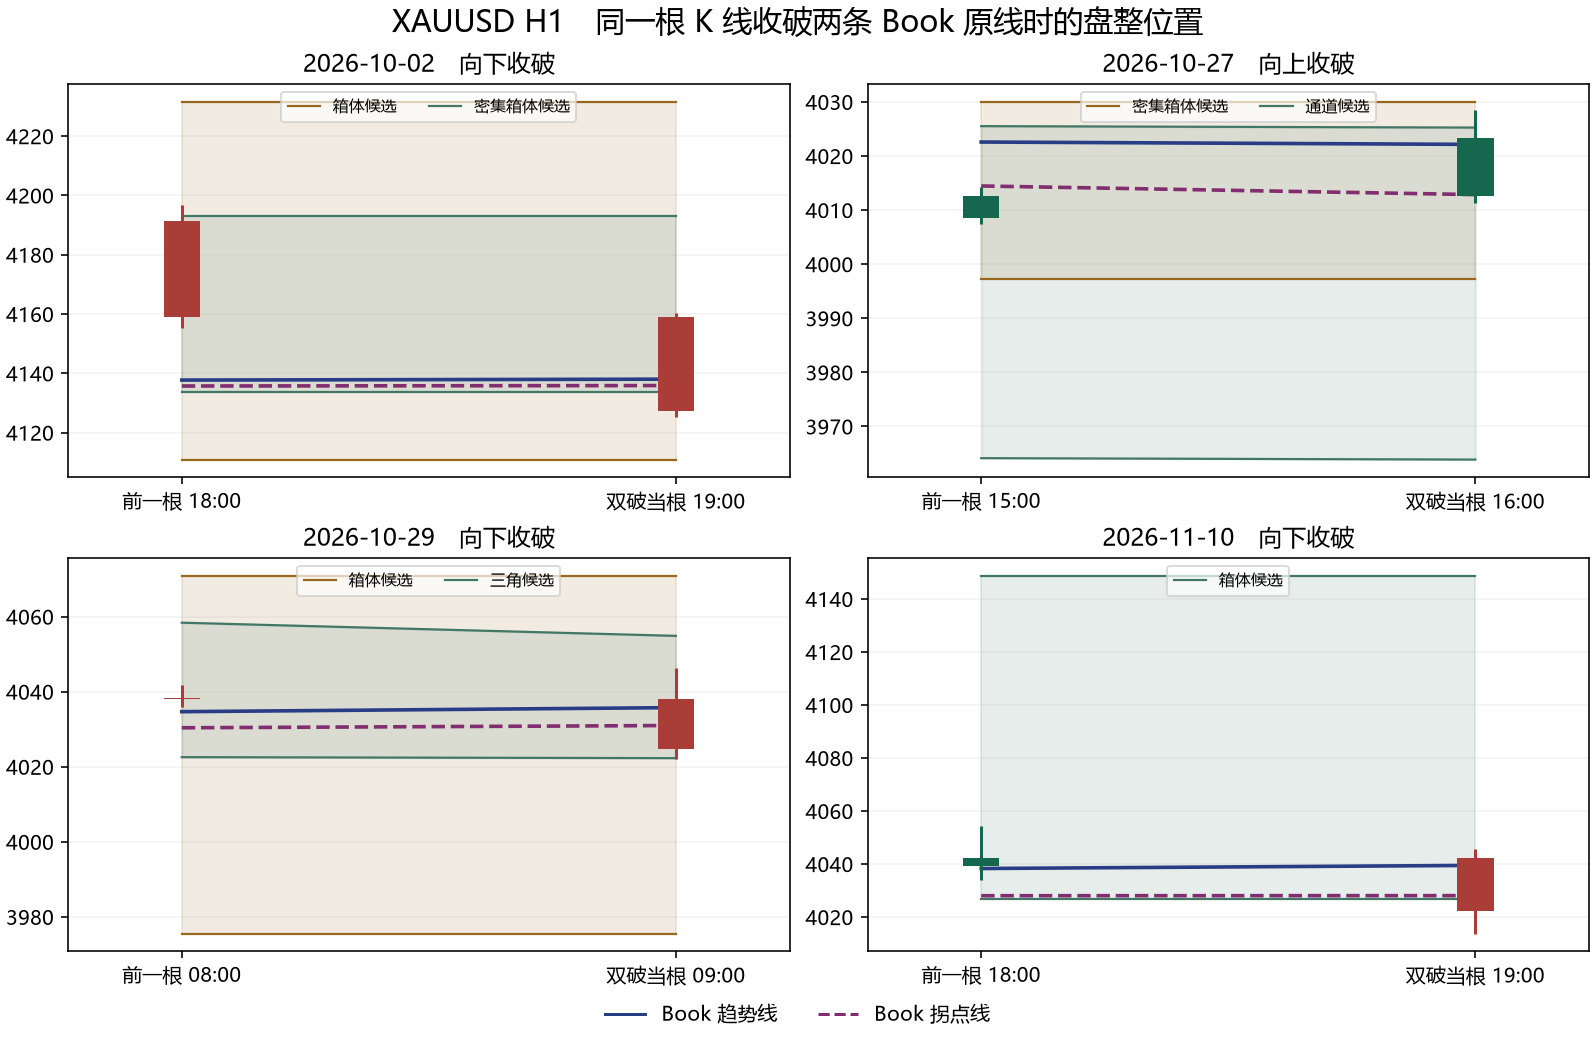 XAUUSD H1 同一根 K 线收破两条 Book 原线时的盘整位置
2026-10-02 向下收破
箱体候选 密集箱体候选
4220
4200
4180
4160
4140
4120
前一根 18:00 双破当根 19:00
2026-10-27 向上收破
密集箱体候选 通道候选
4030
4020
4010
4000
3990
3980
3970
前一根 15:00 双破当根 16:00
2026-10-29 向下收破
箱体候选 三角候选
4060
4040
4020
4000
3980
前一根 08:00 双破当根 09:00
2026-11-10 向下收破
箱体候选
4140
4120
4100
4080
4060
4040
4020
前一根 18:00 双破当根 19:00
Book 趋势线 Book 拐点线